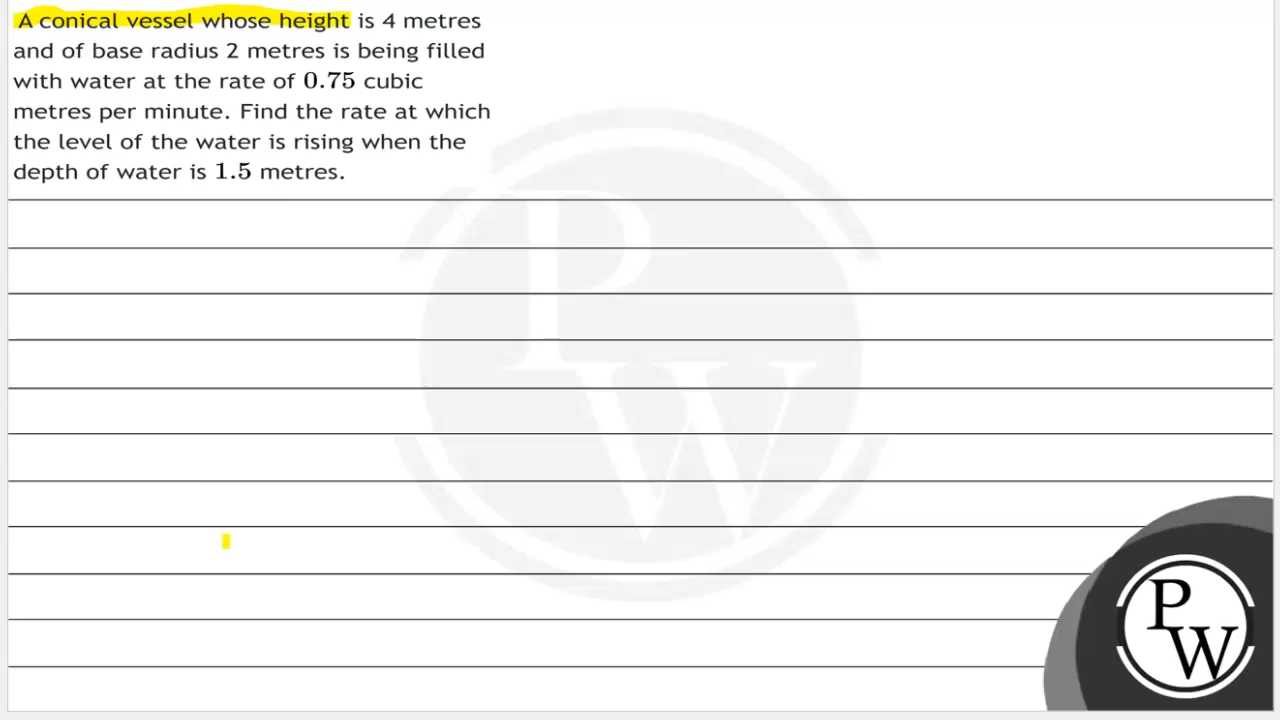 A conical vessel whose height is 4 metres
and of base radius 2 metres is being filled
with water at the rate of 0.75 cubic
metres per minute. Find the rate at which
the level of the water is rising when the
depth of water is 1.5 metres.
P
W
P
W